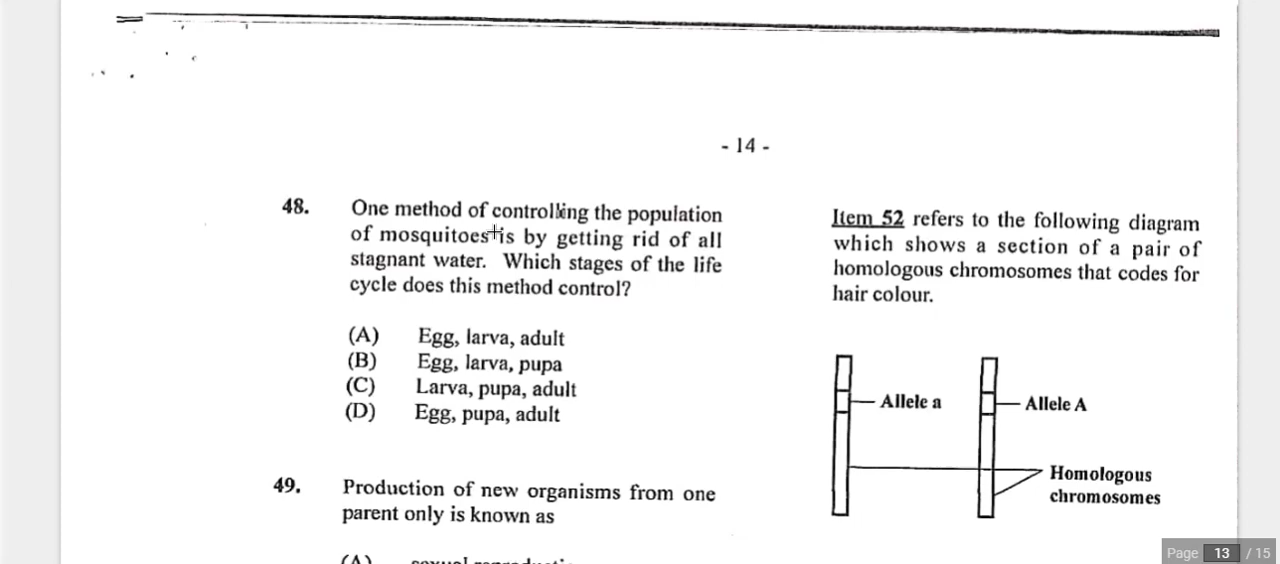 - 14 -
48. One method of controlling the population
of mosquitoes is by getting rid of all
stagnant water. Which stages of the life
cycle does this method control?
(A) Egg, larva, adult
(B) Egg, larva, pupa
(C) Larva, pupa, adult
(D) Egg, pupa, adult
49. Production of new organisms from one
parent only is known as
(A)
Item 52 refers to the following diagram
which shows a section of a pair of
homologous chromosomes that codes for
hair colour.
Allele a
Allele A
Homologous
chromosomes
Page 13 / 15